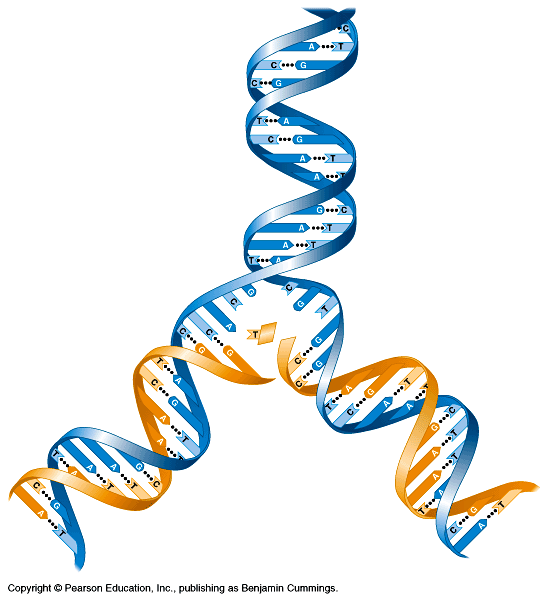 C
A T
C G
C G
T A
C G
A T
A T
G C
A T
A T
T A
C G C G
A T T G
C C G
G G C G
T A C
C G T A T
A T C G A
A T G C
T A A G A T
T A T C A
C G T A
A T C G
A T
Copyright © Pearson Education, Inc., publishing as Benjamin Cummings.